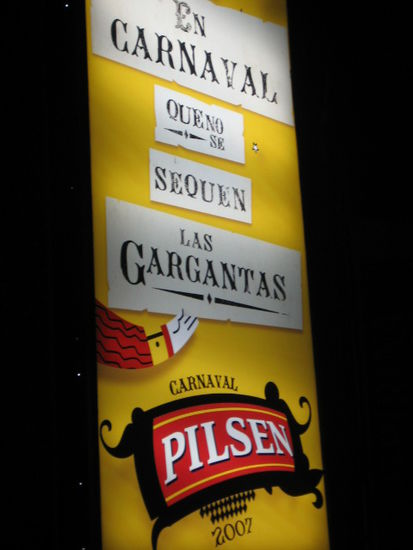 EN
CARNAVAL
QUE NO
SE
SEQUEN
LAS
GARGANTAS
CARNAVAL
PILSEN
2007